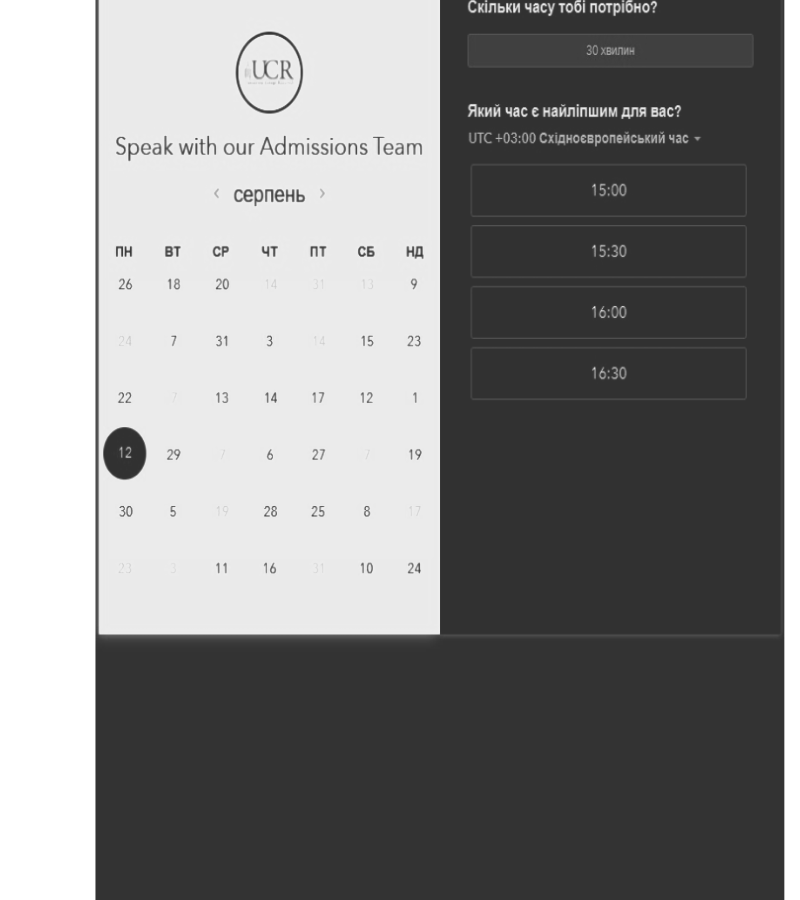 UCR
Speak with our Admissions Team
серпень
ПН ВТ СР ЧТ ПТ СБ НД
26 18 20 14 31 13 9
24 7 31 3 14 15 23
22 7 13 14 17 12 1
12 29 7 6 27 7 19
30 5 19 28 25 8 17
23 3 11 16 31 10 24
Скільки часу тобі потрібно?
30 хвилин
Який час є найліпшим для вас?
UTC +03:00 Східноєвропейський час
15:00
15:30
16:00
16:30